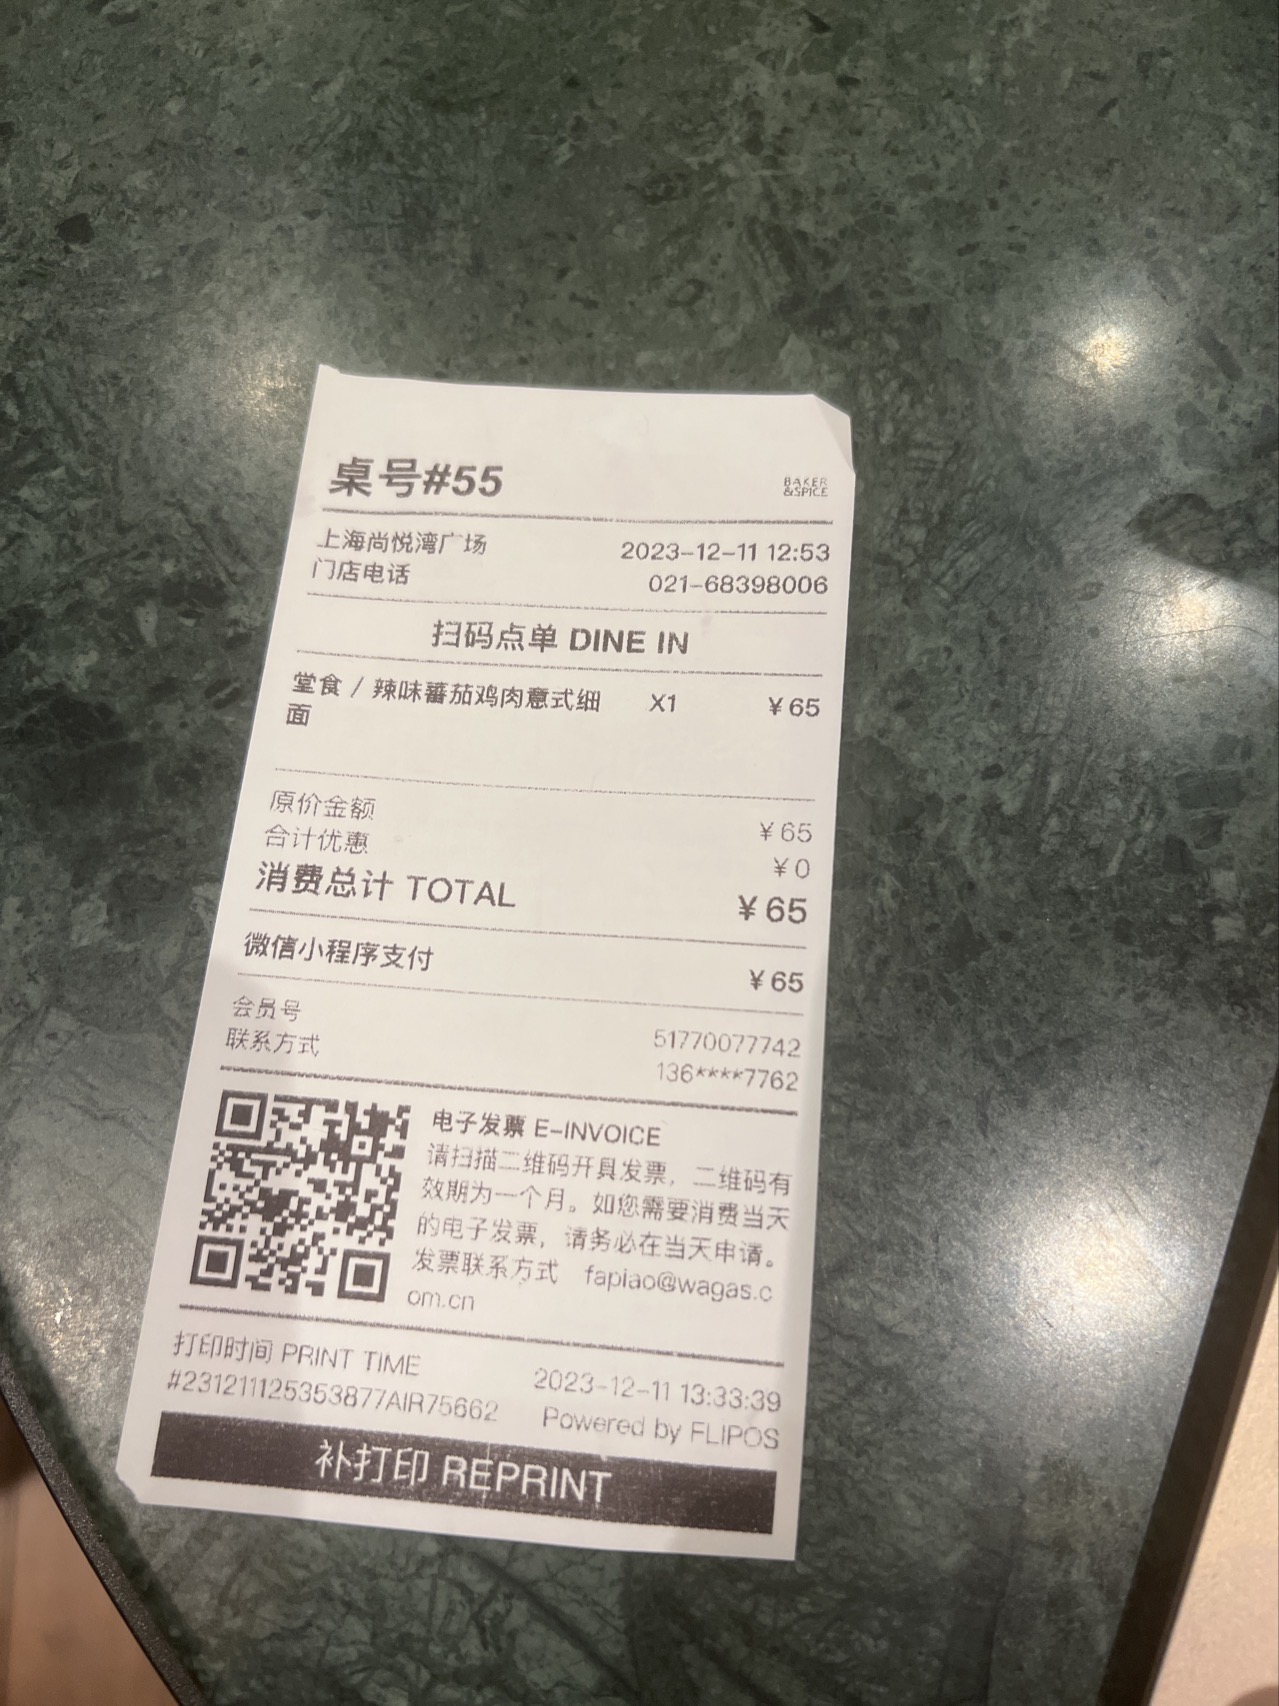 桌号#55
BAKER
&SPICE
上海尚悦湾广场 2023-12-11 12:53
门店电话 021-68398006
扫码点单 DINE IN
堂食 / 辣味蕃茄鸡肉意式细 X1 ¥65
面
原价金额 ¥65
合计优惠 ¥0
消费总计 TOTAL ¥65
微信小程序支付 ¥65
会员号 51770077742
联系方式 136****7762
电子发票 E-INVOICE
请扫描二维码开具发票，二维码有
效期为一个月。如您需要消费当天
的电子发票，请务必在当天申请。
发票联系方式 fapiao@wagas.c
om.cn
打印时间 PRINT TIME 2023-12-11 13:33:39
#231211125353877AIR75662 Powered by FLIPOS
补打印 REPRINT